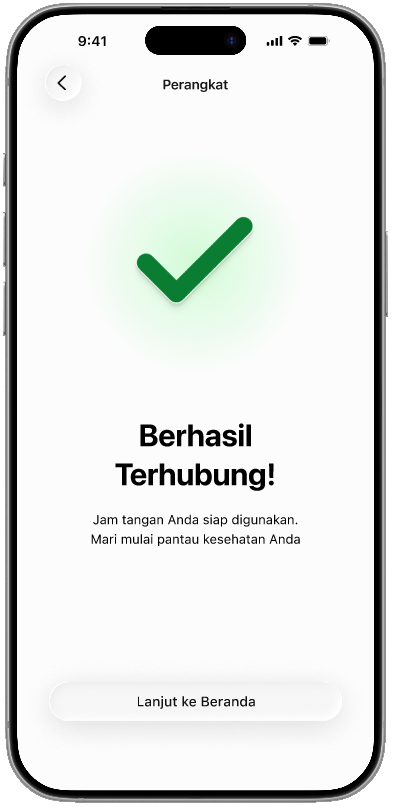 9:41
Perangkat
Berhasil
Terhubung!
Jam tangan Anda siap digunakan.
Mari mulai pantau kesehatan Anda
Lanjut ke Beranda